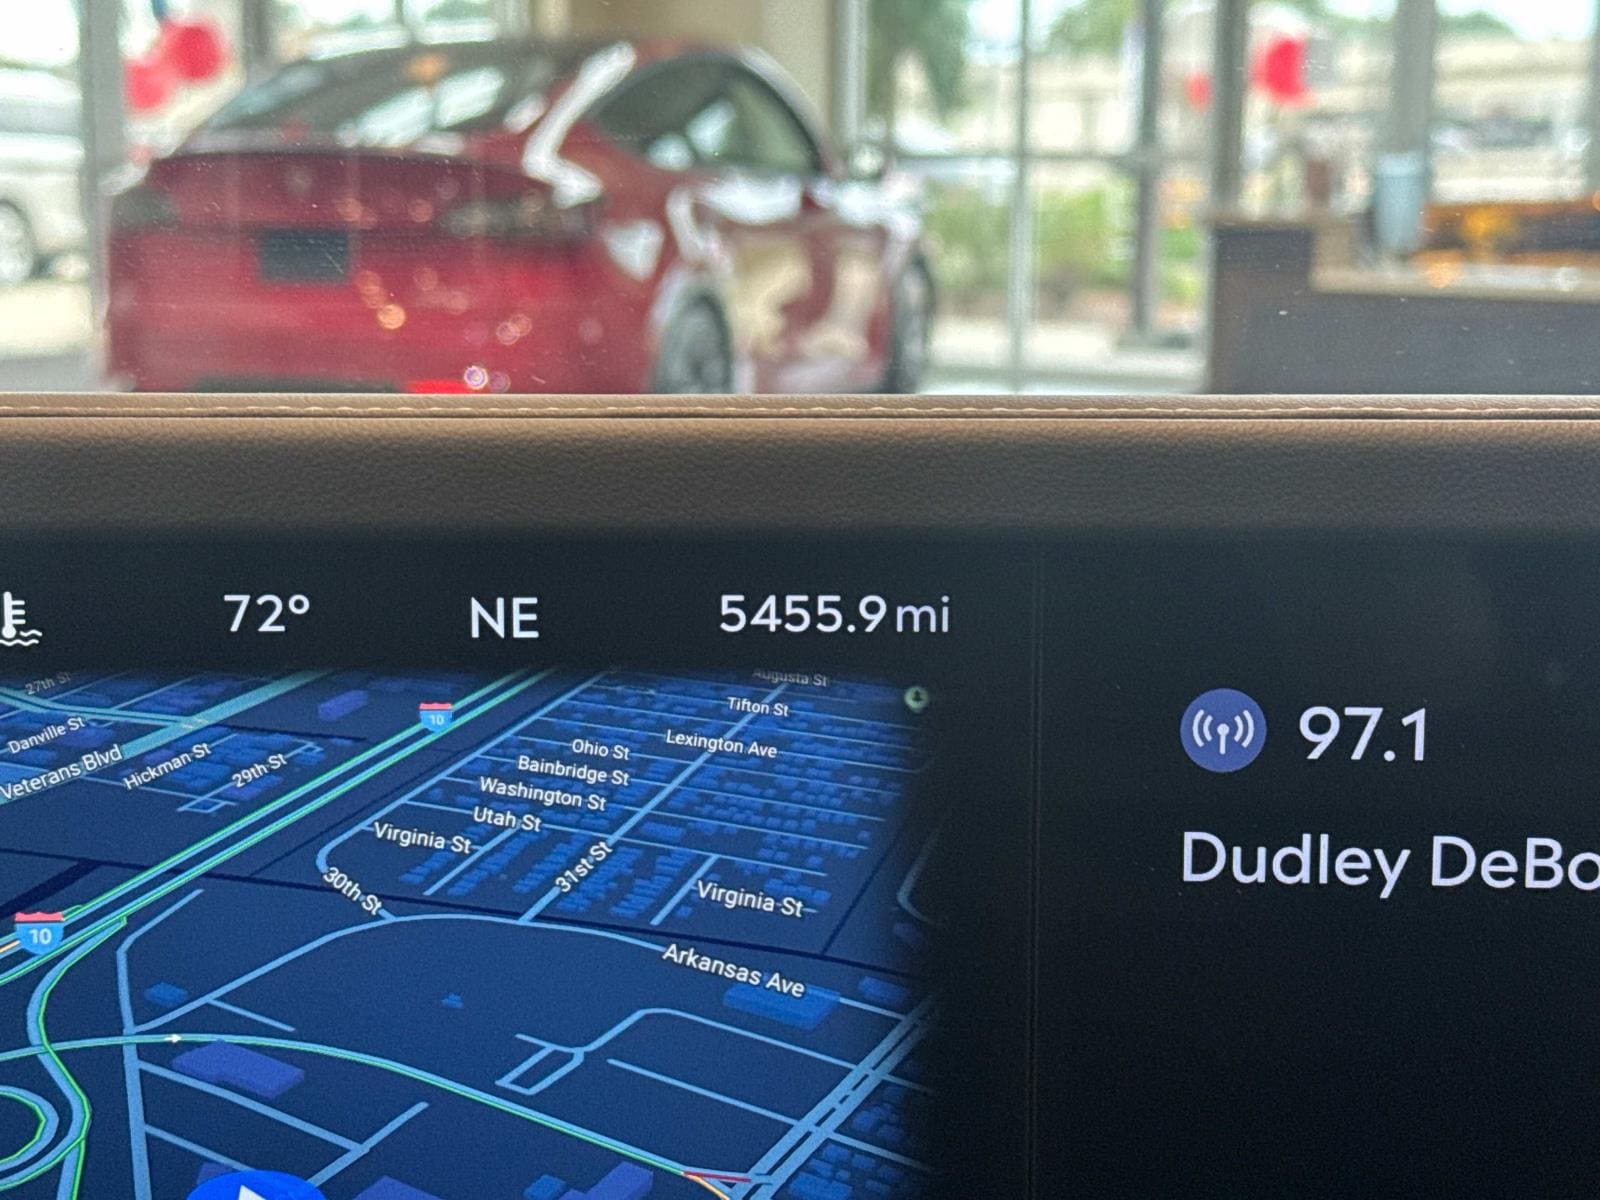 72°
NE
5455.9 mi
27th St
Augusta St
10
Tifton St
Danville St
Lexington Ave
Ohio St
97.1
Veterans Blvd
Hickman St
29th St
Bainbridge St
Washington St
Utah St
Virginia St
31st St
Dudley DeBo
30th St
Virginia St
10
Arkansas Ave